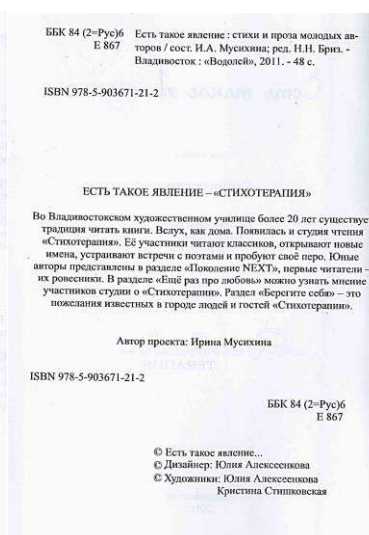 ББК 84 (2=Рус)6
Е 867
Есть такое явление : стихи и проза молодых ав-
торов / сост. И.А. Мусихина; ред. Н.Н. Бриз. -
Владивосток : «Водолей», 2011. - 48 с.
ISBN 978-5-903671-21-2
ЕСТЬ ТАКОЕ ЯВЛЕНИЕ – «СТИХОТЕРАПИЯ»
Во Владивостокском художественном училище более 20 лет существуе
традиция читать книги. Вслух, как дома. Появилась и студия чтения
«Стихотерапия». Её участники читают классиков, открывают новые
имена, устраивают встречи с поэтами и пробуют своё перо. Юные
авторы представлены в разделе «Поколение NEXT», первые читатели –
их ровесники. В разделе «Ещё раз про любовь» можно узнать мнение
участников студии о «Стихотерапии». Раздел «Берегите себя» – это
пожелания известных в городе людей и гостей «Стихотерапии».
Автор проекта: Ирина Мусихина
ISBN 978-5-903671-21-2
ББК 84 (2=Рус)6
Е 867
© Есть такое явление...
© Дизайнер: Юлия Алексеенкова
© Художники: Юлия Алексеенкова
Кристина Стишковская